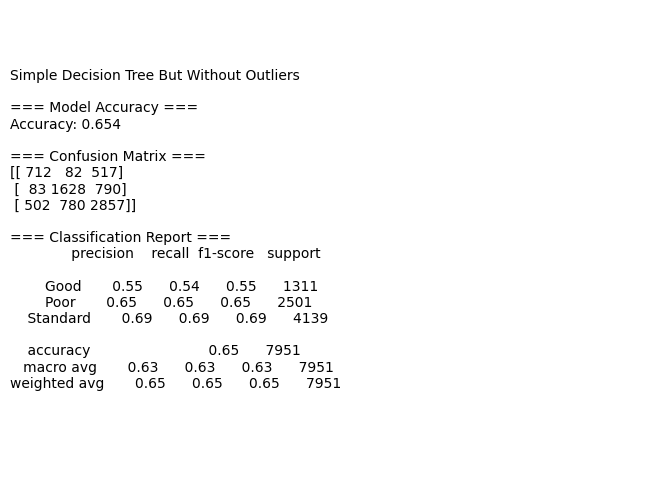 Simple Decision Tree But Without Outliers
=== Model Accuracy ===
Accuracy: 0.654
=== Confusion Matrix ===
[[ 712 82 517]
[ 83 1628 790]
[ 502 780 2857]]
=== Classification Report ===
precision recall f1-score support
Good 0.55 0.54 0.55 1311
Poor 0.65 0.65 0.65 2501
Standard 0.69 0.69 0.69 4139
accuracy 0.65 7951
macro avg 0.63 0.63 0.63 7951
weighted avg 0.65 0.65 0.65 7951